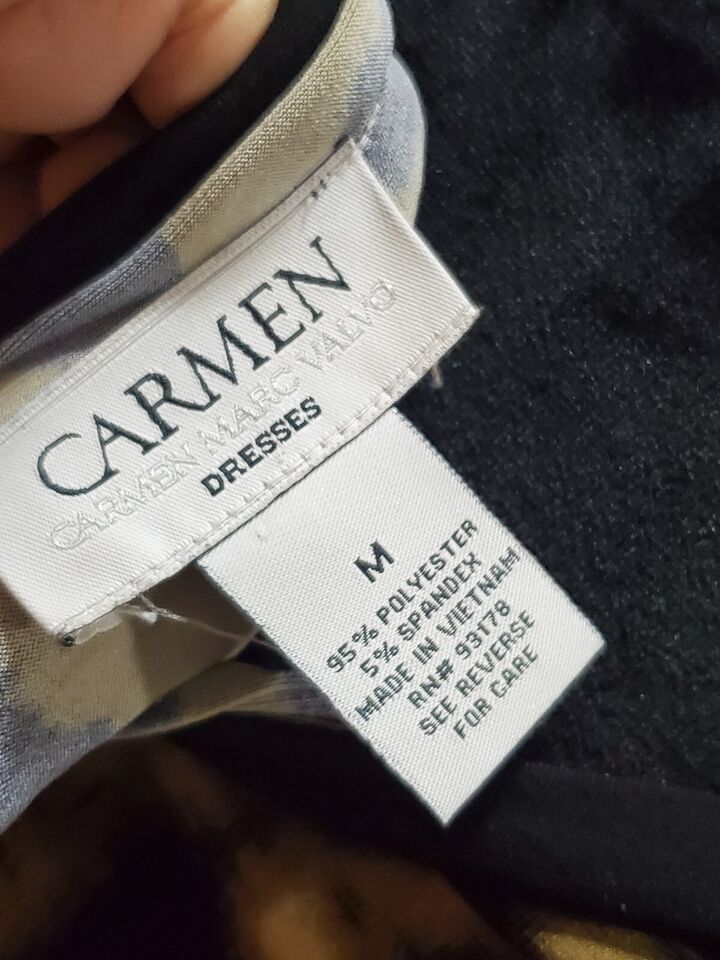 CARMEN
CARMEN MARC VALVO
DRESSES
M
95% POLYESTER
5% SPANDEX
MADE IN VIETNAM
RN# 93178
SEE REVERSE
FOR CARE